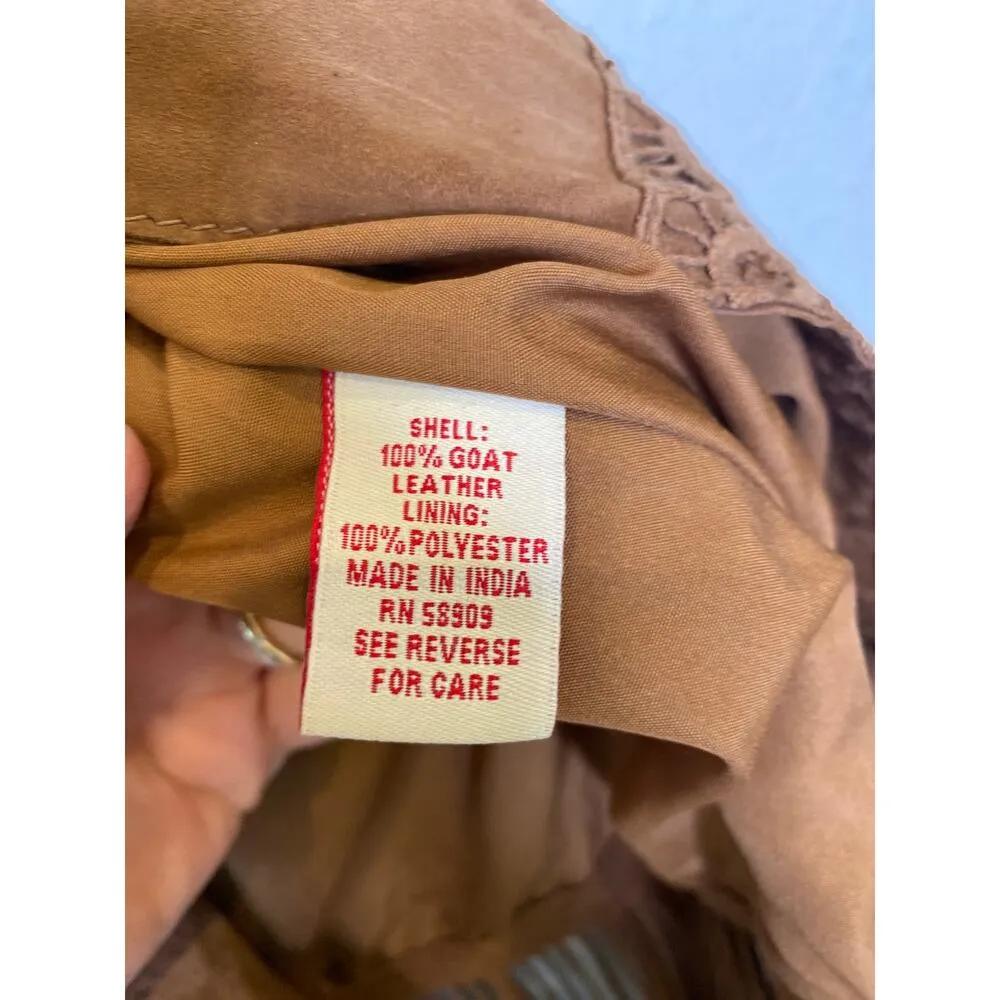 SHELL:
100% GOAT
LEATHER
LINING:
100%POLYESTER
MADE IN INDIA
RN 58909
SEE REVERSE
FOR CARE